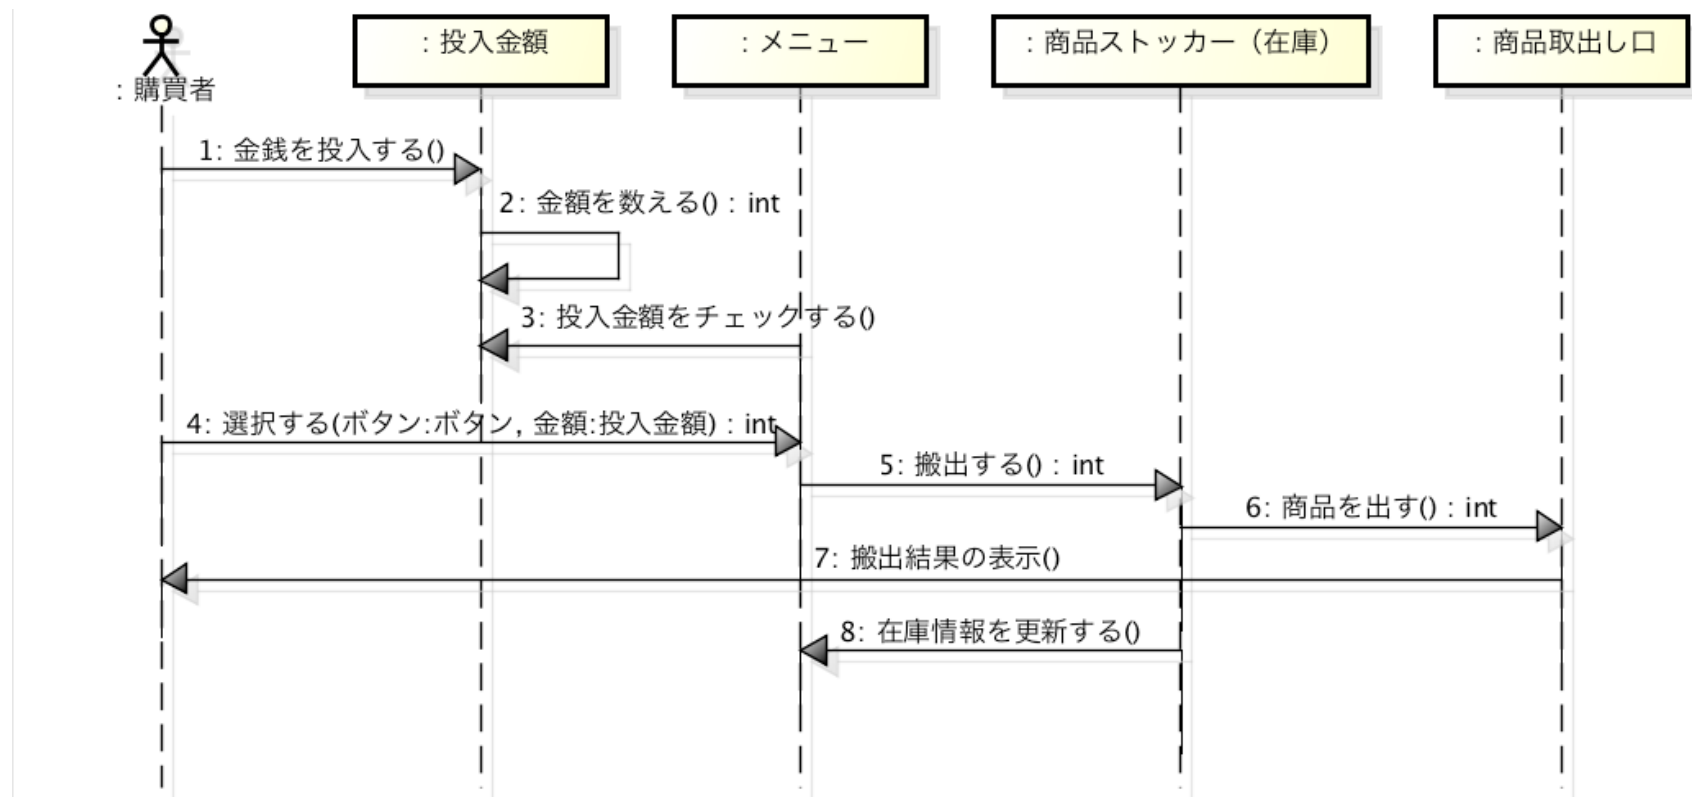 : 購買者
: 投入金額
: メニュー
: 商品ストッカー（在庫）
: 商品取出し口
1: 金銭を投入する()
2: 金額を数える() : int
3: 投入金額をチェックする()
4: 選択する(ボタン:ボタン, 金額:投入金額) : int
5: 搬出する() : int
6: 商品を出す() : int
7: 搬出結果の表示()
8: 在庫情報を更新する()